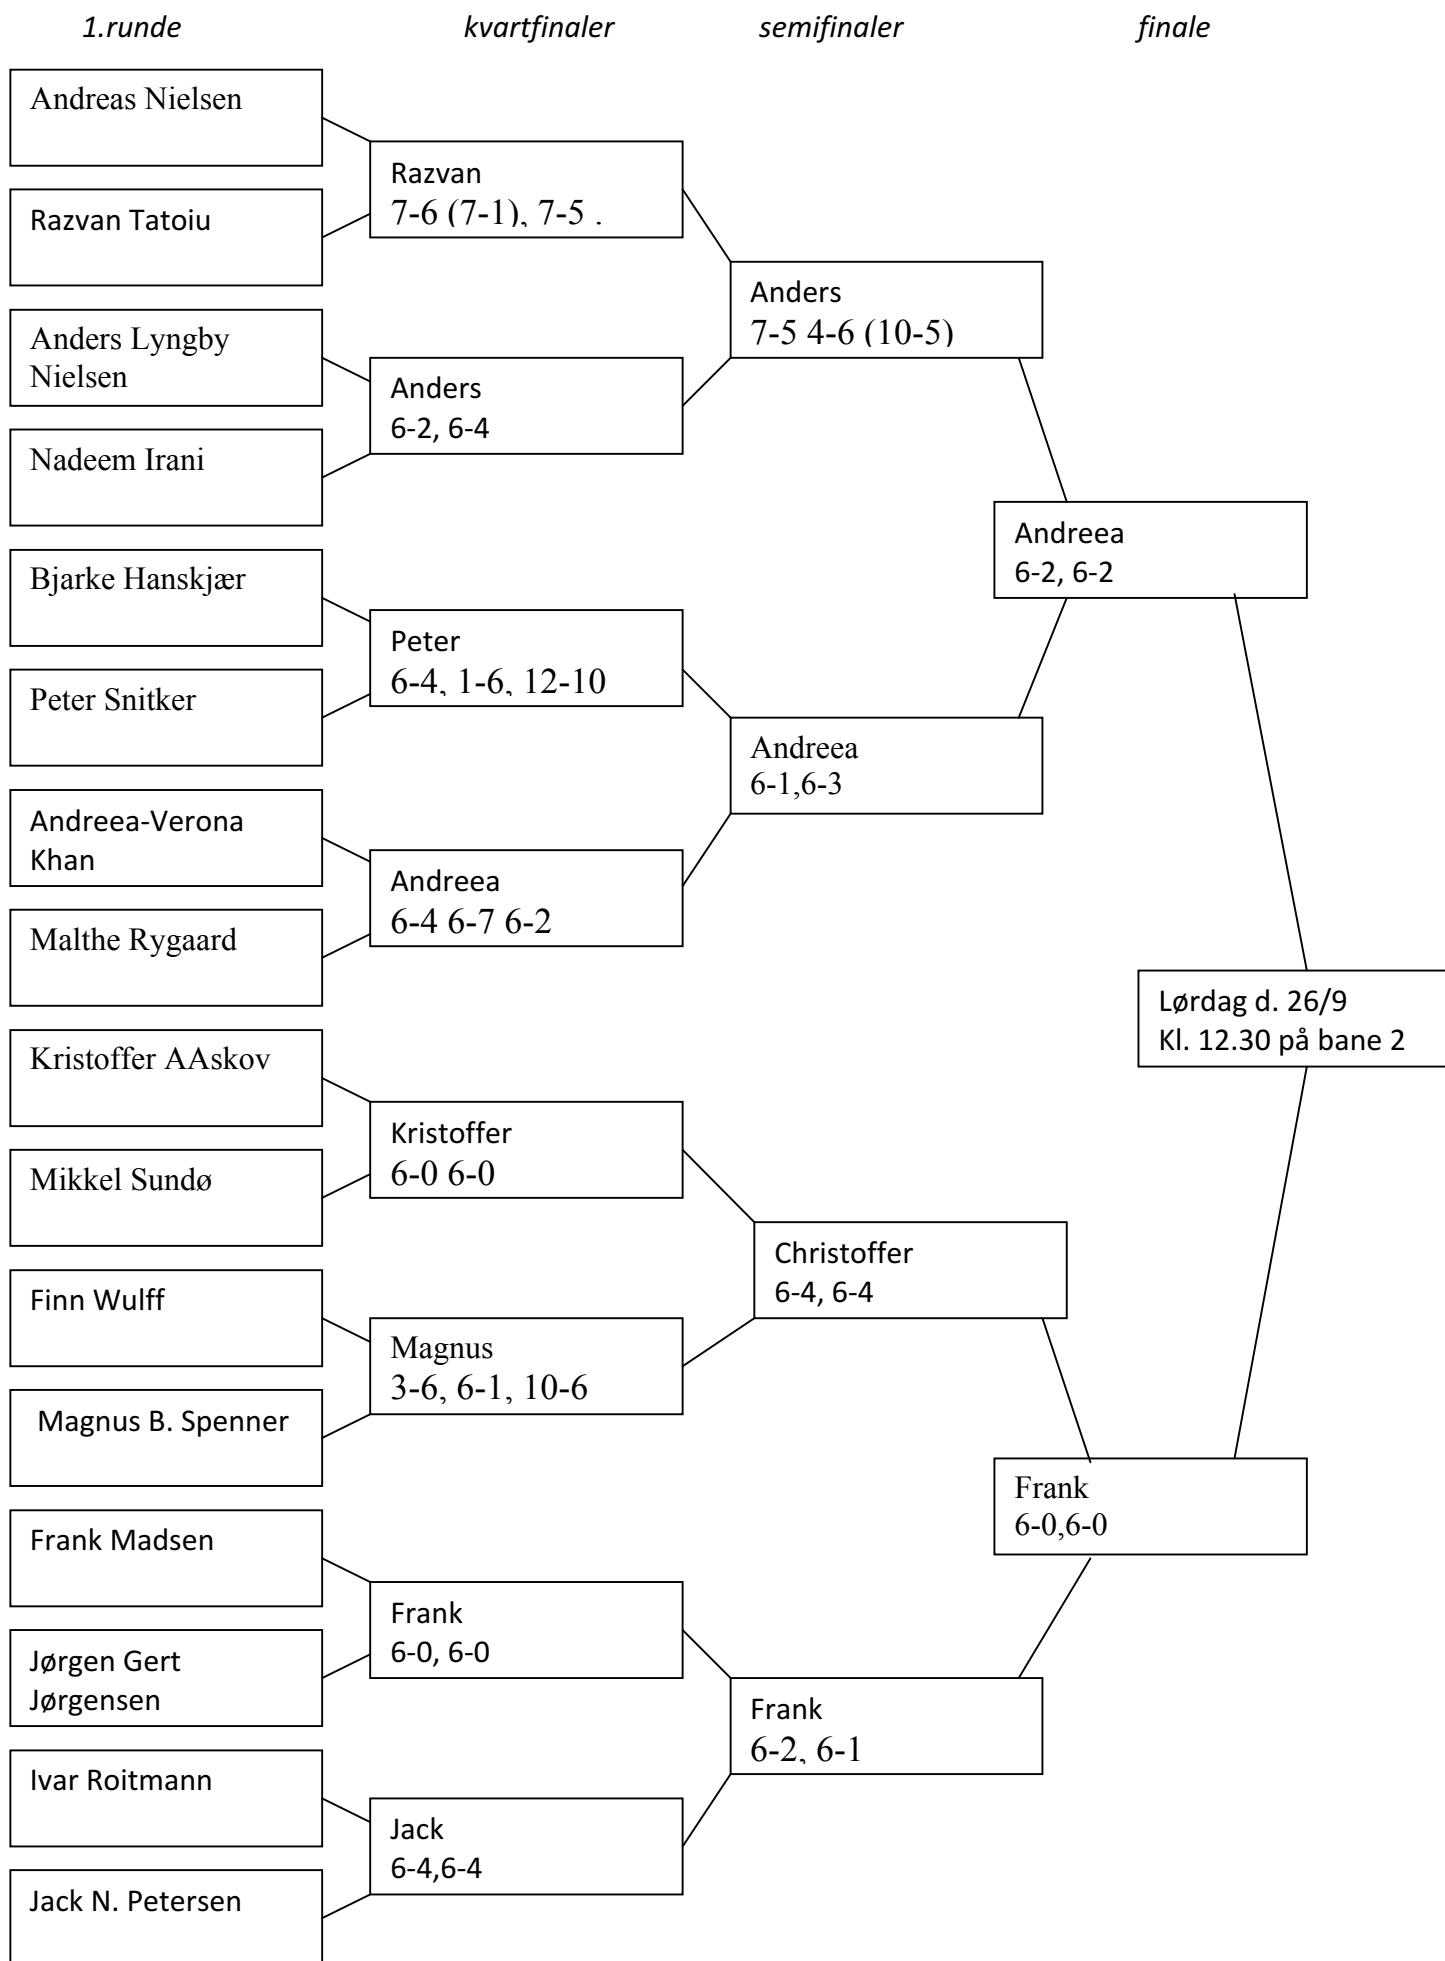 1.runde
kvartfinaler
semifinaler
finale
Andreas Nielsen
Razvan Tatoiu
Anders Lyngby
Nielsen
Nadeem Irani
Bjarke Hanskjær
Peter Snitker
Andreea-Verona
Khan
Malthe Rygaard
Kristoffer AAskov
Mikkel Sundø
Finn Wulff
Magnus B. Spenner
Frank Madsen
Jørgen Gert
Jørgensen
Ivar Roitmann
Jack N. Petersen
Razvan
7-6 (7-1), 7-5 .
Anders
6-2, 6-4
Peter
6-4, 1-6, 12-10
Andreea
6-4 6-7 6-2
Kristoffer
6-0 6-0
Magnus
3-6, 6-1, 10-6
Frank
6-0, 6-0
Jack
6-4,6-4
Anders
7-5 4-6 (10-5)
Andreea
6-1,6-3
Christoffer
6-4, 6-4
Frank
6-2, 6-1
Andreea
6-2, 6-2
Frank
6-0,6-0
Lørdag d. 26/9
Kl. 12.30 på bane 2